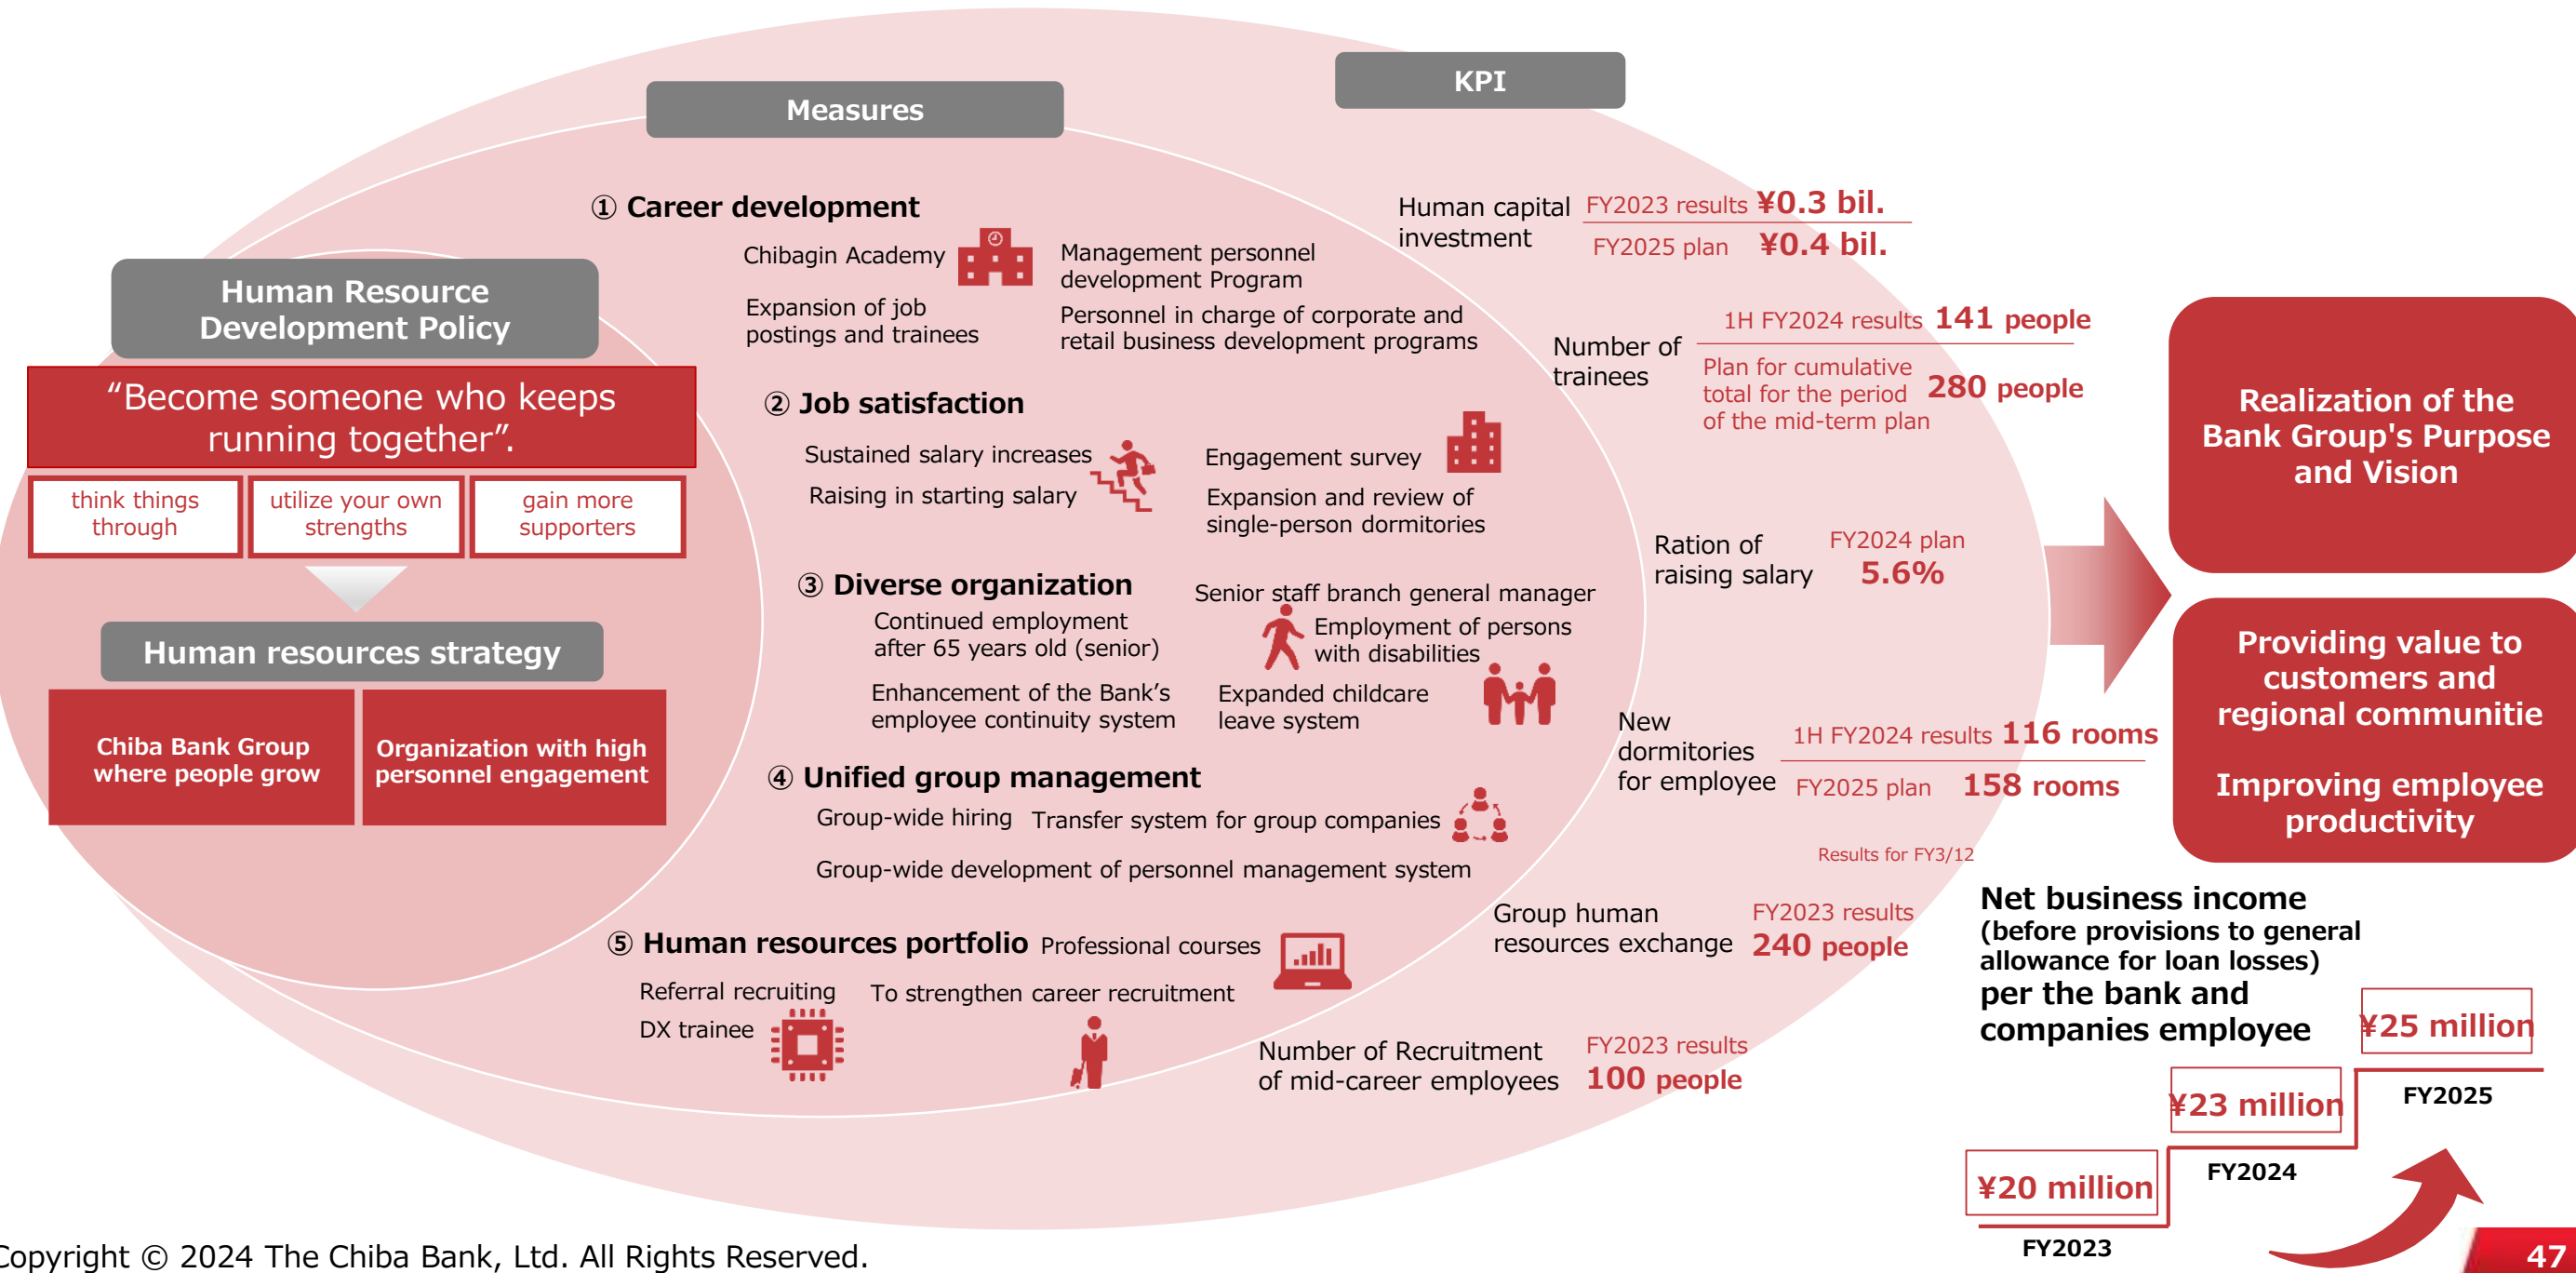 Human Resource
Development Policy
“Become someone who keeps
running together”.
think things
through
utilize your own
strengths
gain more
supporters
Human resources strategy
Chiba Bank Group
where people grow
Organization with high
personnel engagement
Measures
① Career development
Chibagin Academy
Management personnel
development Program
Expansion of job
postings and trainees
Personnel in charge of corporate and
retail business development programs
② Job satisfaction
Sustained salary increases
Raising in starting salary
Engagement survey
Expansion and review of
single-person dormitories
③ Diverse organization
Continued employment
after 65 years old (senior)
Senior staff branch general manager
Employment of persons
with disabilities
Enhancement of the Bank’s
employee continuity system
Expanded childcare
leave system
④ Unified group management
Group-wide hiring
Transfer system for group companies
Group-wide development of personnel management system
⑤ Human resources portfolio
Professional courses
Referral recruiting
To strengthen career recruitment
DX trainee
KPI
Human capital
investment
FY2023 results ¥0.3 bil.
FY2025 plan ¥0.4 bil.
Number of
trainees
1H FY2024 results 141 people
Plan for cumulative
total for the period
of the mid-term plan
280 people
Ration of
raising salary
FY2024 plan
5.6%
New
dormitories
for employee
1H FY2024 results 116 rooms
FY2025 plan 158 rooms
Results for FY3/12
Group human
resources exchange
FY2023 results
240 people
Number of Recruitment
of mid-career employees
FY2023 results
100 people
Realization of the
Bank Group's Purpose
and Vision
Providing value to
customers and
regional communitie
Improving employee
productivity
Net business income
(before provisions to general
allowance for loan losses)
per the bank and
companies employee
¥20 million
FY2023
¥23 million
FY2024
¥25 million
FY2025
Copyright © 2024 The Chiba Bank, Ltd. All Rights Reserved.
47